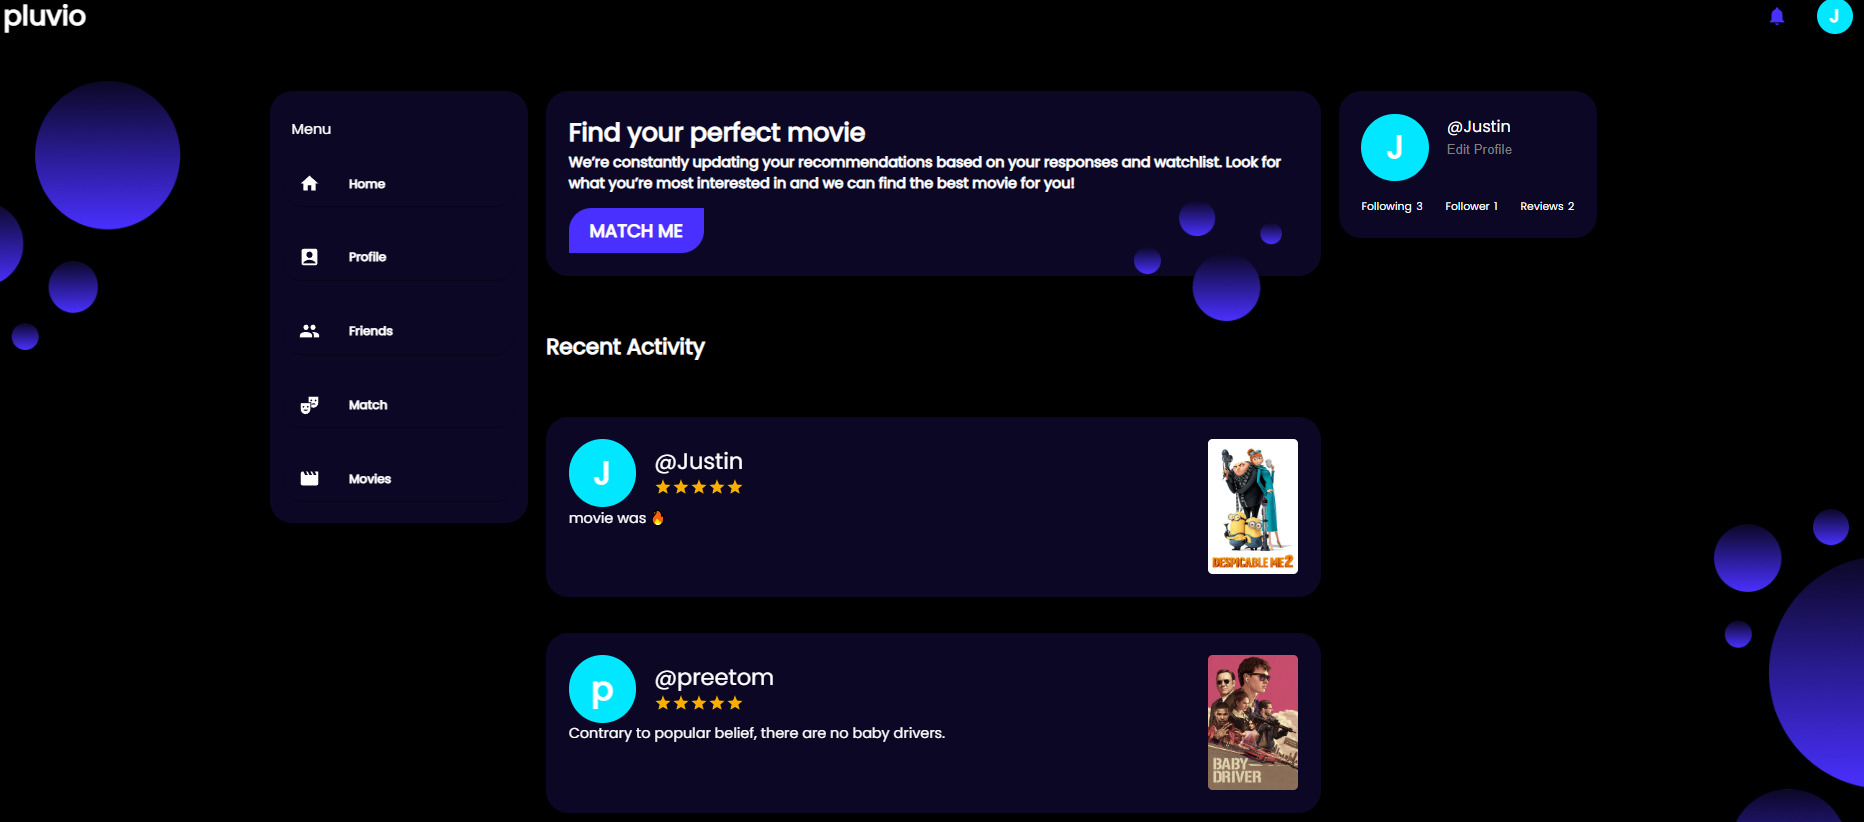 pluvio
J
Menu
Home
Profile
Friends
Match
Movies
Find your perfect movie
We’re constantly updating your recommendations based on your responses and watchlist. Look for
what you’re most interested in and we can find the best movie for you!
MATCH ME
J
@Justin
Edit Profile
Following 3 Follower 1 Reviews 2
Recent Activity
J
@Justin
movie was 🔥
DESPICABLE ME 2
p
@preetom
Contrary to popular belief, there are no baby drivers.
BABY
DRIVER